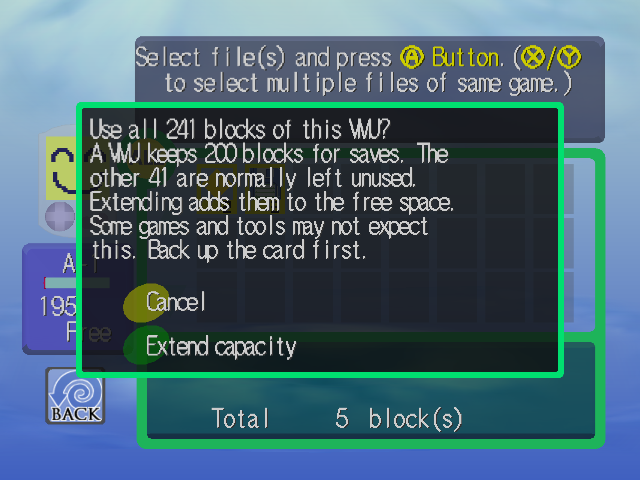 Select file(s) and press Ⓐ Button. (Ⓧ/Ⓨ
to select multiple files of same game.)
Use all 241 blocks of this VMU?
A VMU keeps 200 blocks for saves. The
other 41 are normally left unused.
Extending adds them to the free space.
Some games and tools may not expect
this. Back up the card first.
Cancel
Extend capacity
195
Free
BACK
Total 5 block(s)